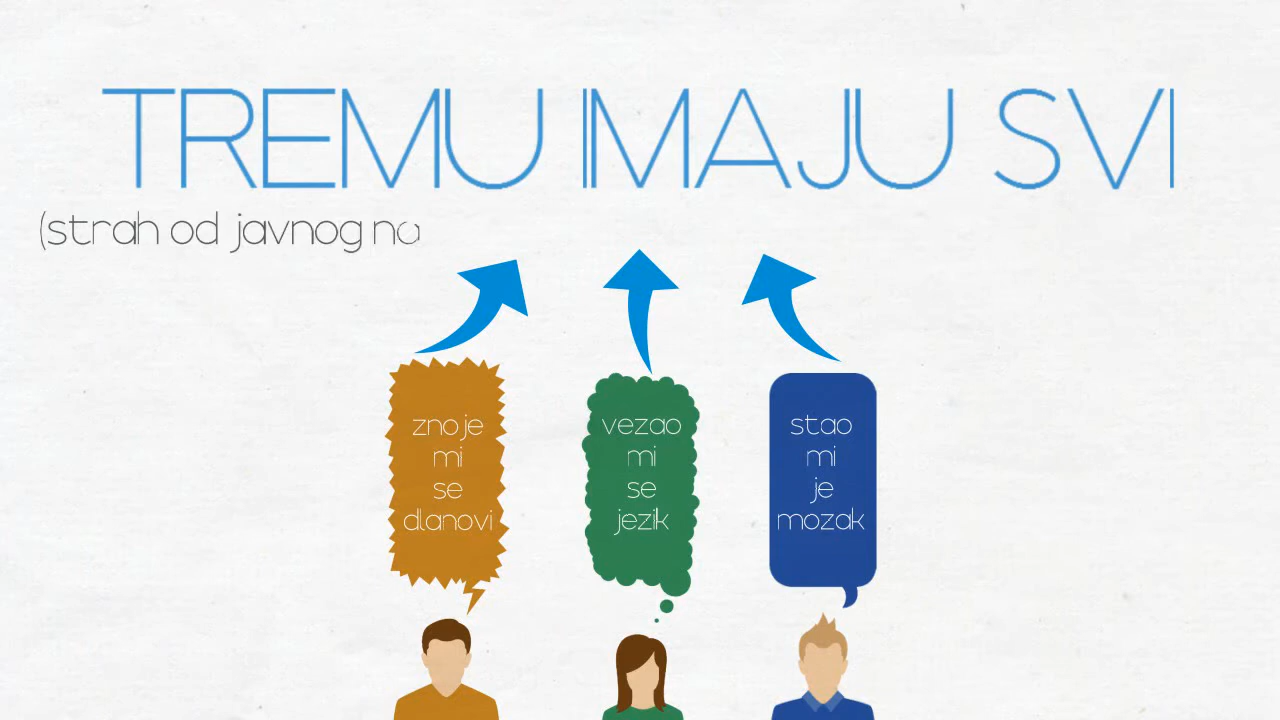 TREMU IMAJU SVI
(strah od javnog na
znoje
mi
se
dlanovi
vezao
mi
se
jezik
stao
mi
je
mozak